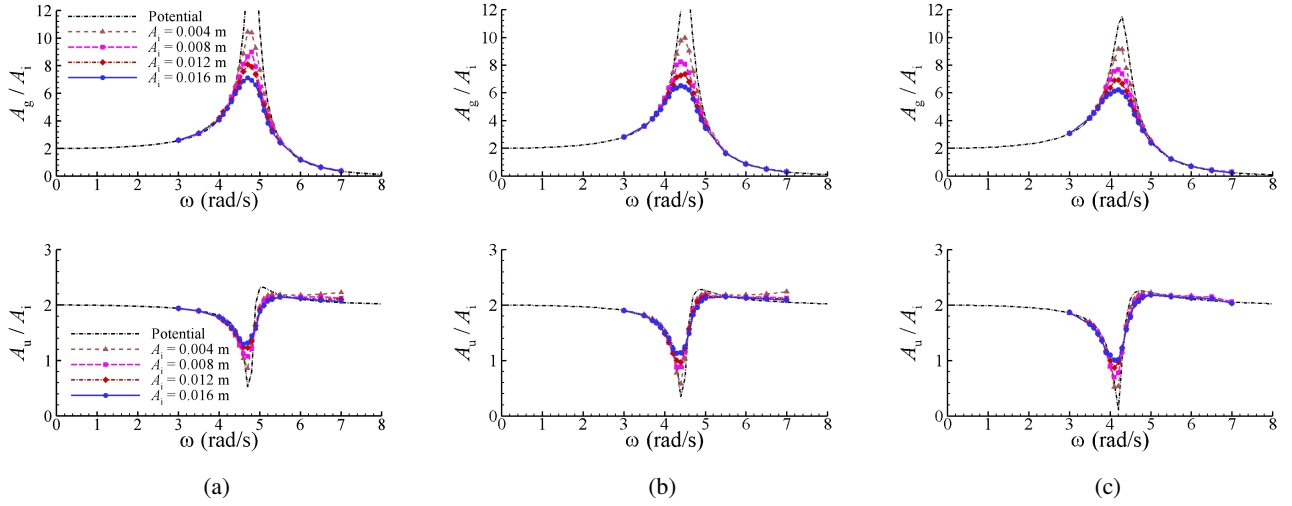 A_g / A_i
12
10
8
6
4
2
0
Potential
A_i = 0.004 m
A_i = 0.008 m
A_i = 0.012 m
A_i = 0.016 m
0 1 2 3 4 5 6 7 8
ω (rad/s)
A_g / A_i
12
10
8
6
4
2
0
0 1 2 3 4 5 6 7 8
ω (rad/s)
A_g / A_i
12
10
8
6
4
2
0
0 1 2 3 4 5 6 7 8
ω (rad/s)
A_u / A_i
3
2
1
0
Potential
A_i = 0.004 m
A_i = 0.008 m
A_i = 0.012 m
A_i = 0.016 m
0 1 2 3 4 5 6 7 8
ω (rad/s)
A_u / A_i
3
2
1
0
0 1 2 3 4 5 6 7 8
ω (rad/s)
A_u / A_i
3
2
1
0
0 1 2 3 4 5 6 7 8
ω (rad/s)
(a)
(b)
(c)